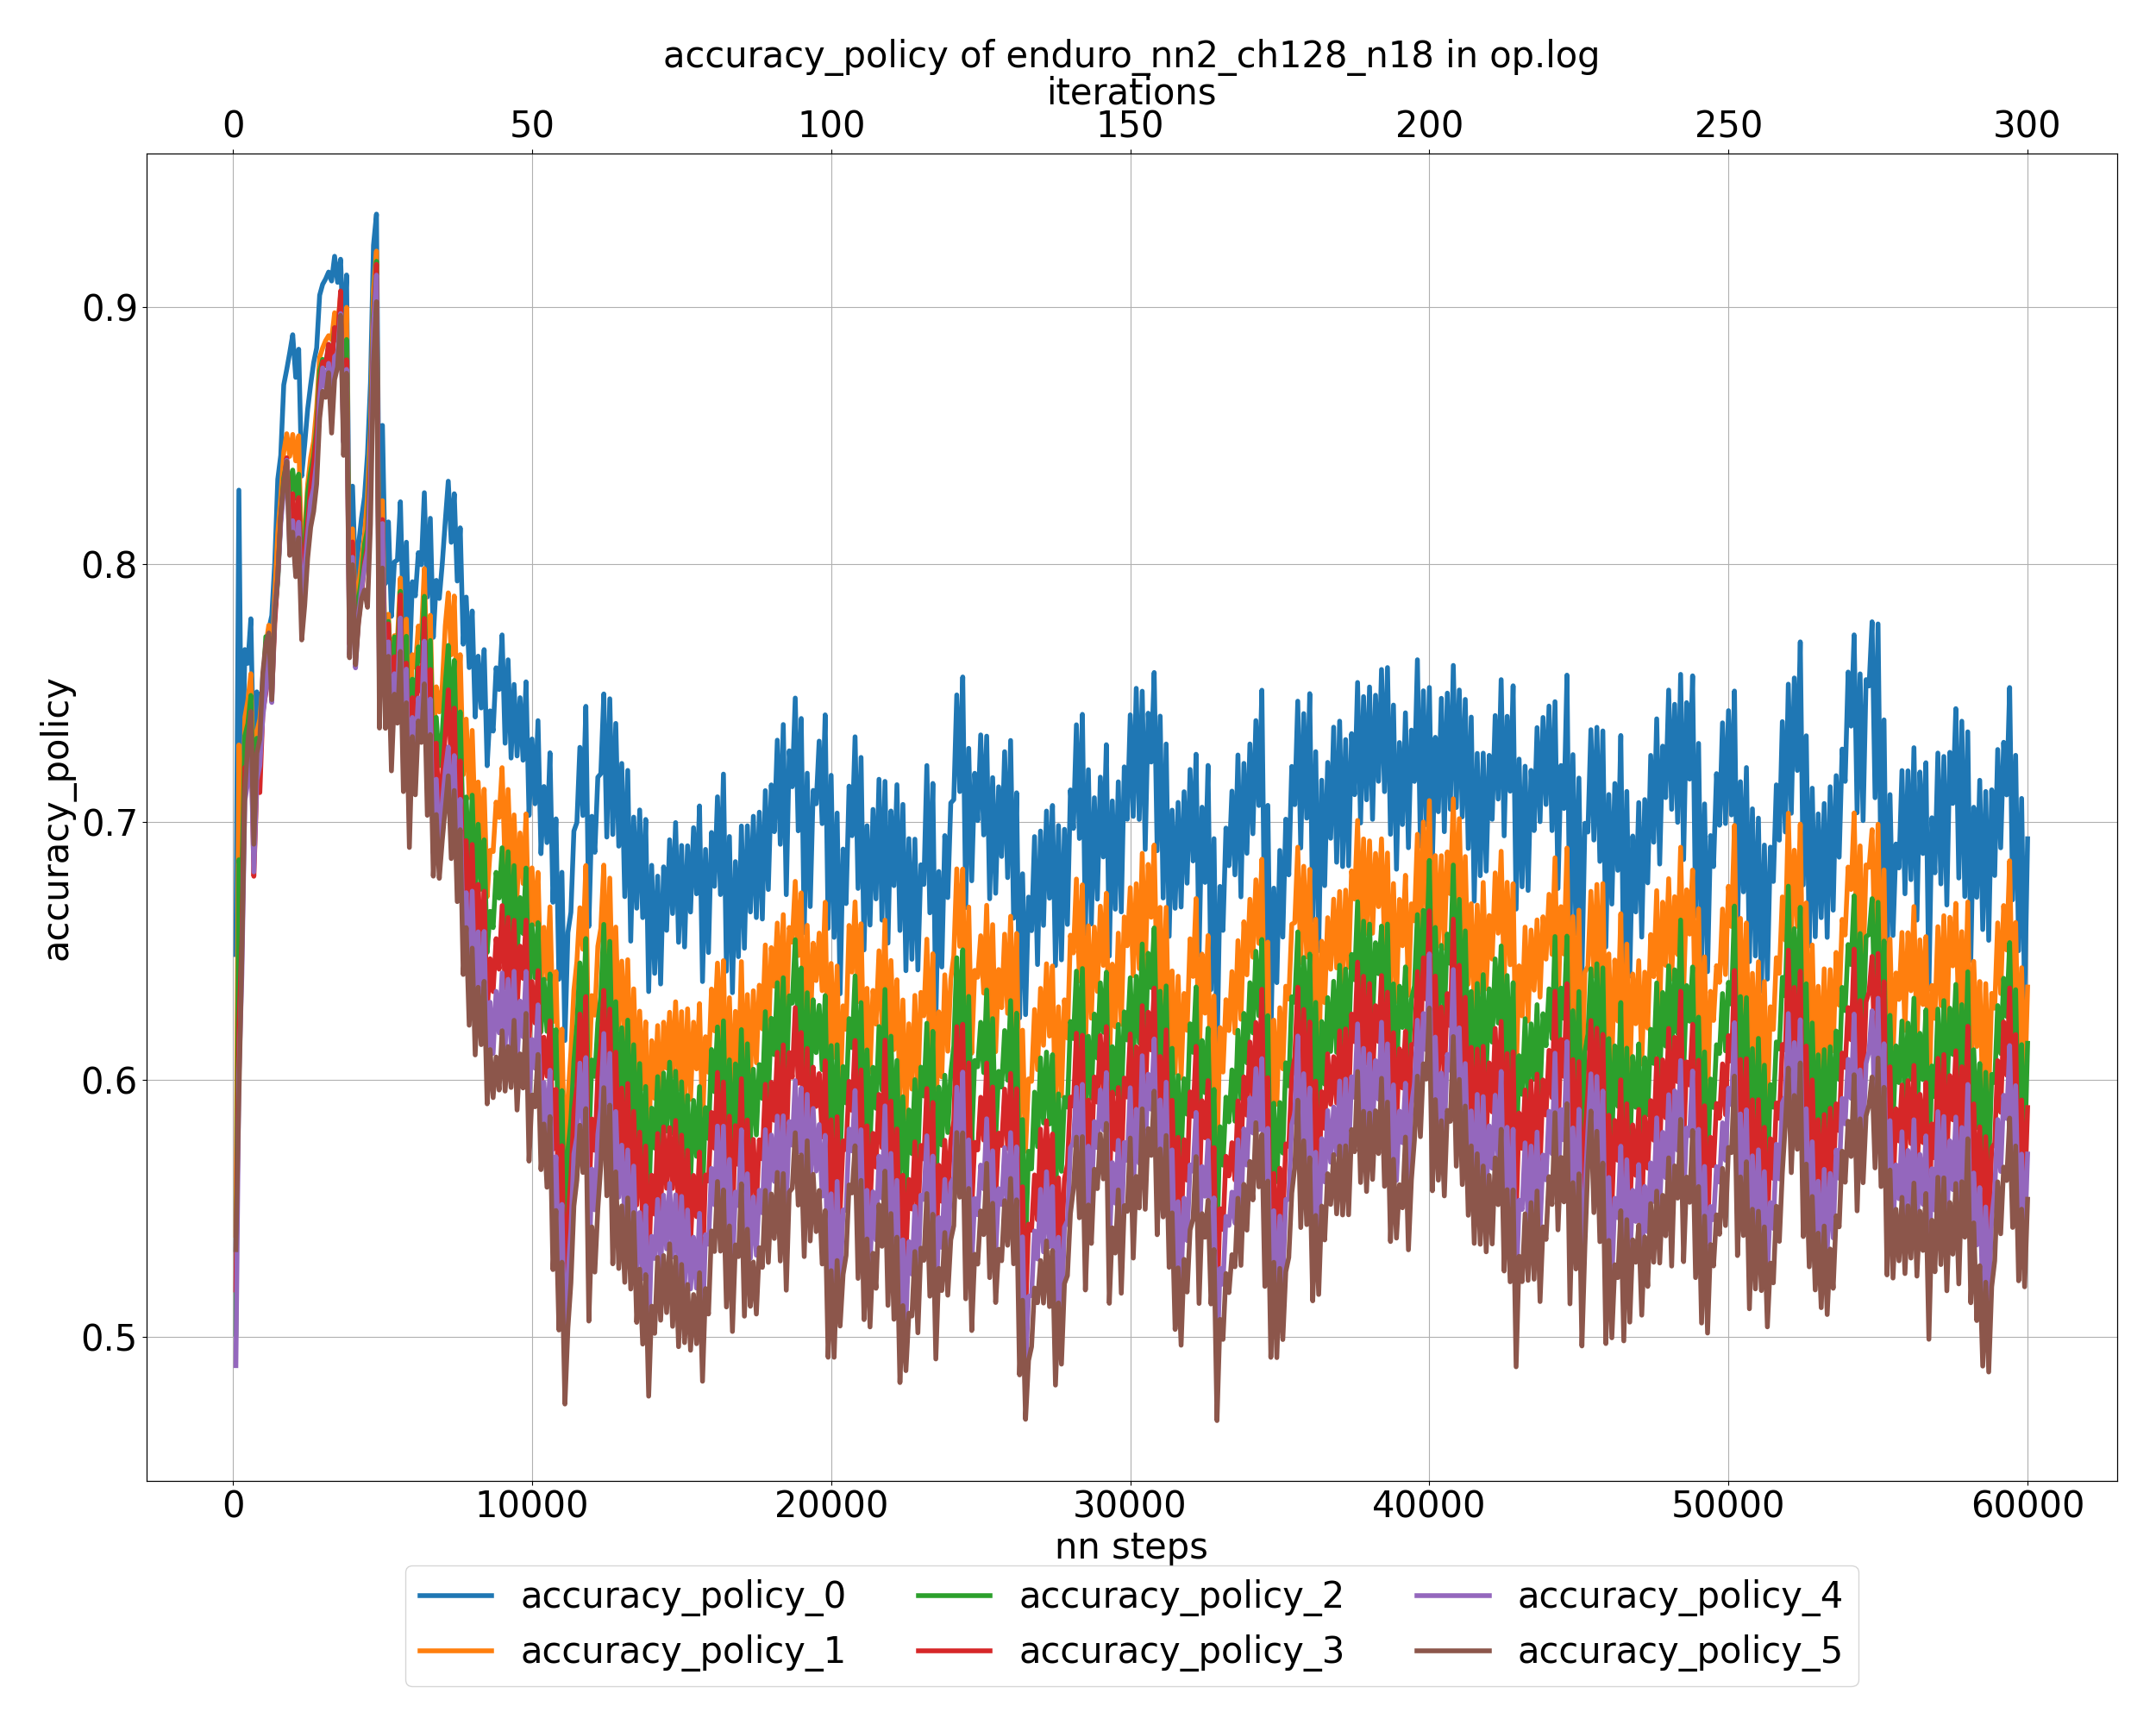 accuracy_policy of enduro_nn2_ch128_n18 in op.log
iterations
0 50 100 150 200 250 300
accuracy_policy
0.9
0.8
0.7
0.6
0.5
0 10000 20000 30000 40000 50000 60000
nn steps
accuracy_policy_0 accuracy_policy_2 accuracy_policy_4
accuracy_policy_1 accuracy_policy_3 accuracy_policy_5